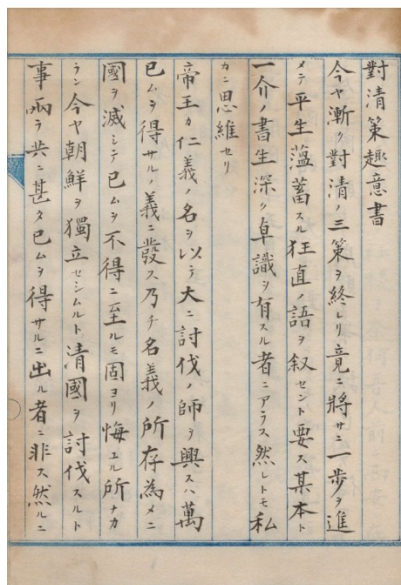 對清策趣意書
今ヤ漸ク對清ノ三策ヲ終レリ竟ニ將サニ一歩ヲ進
メテ平生薀蓄スル狂直ノ語ヲ叙セント要ス某本ト
一介ノ書生深ク卓識ヲ有スル者ニアラス然レトモ私
カニ思維セリ
帝王カ仁義ノ名ヲ以テ大ニ討伐ノ師ヲ興スハ萬
已ムヲ得サルノ義ニ發ス乃チ名義ノ所存為メニ
國ヲ滅シテ已ムヲ不得ニ至ルモ固ヨリ悔エル所ナカ
ラン今ヤ朝鮮ヲ獨立セシムルト清國ヲ討伐スルト
事兩ラ共ニ甚タ已ムヲ得サルニ出ル者ニ非ス然ルニ